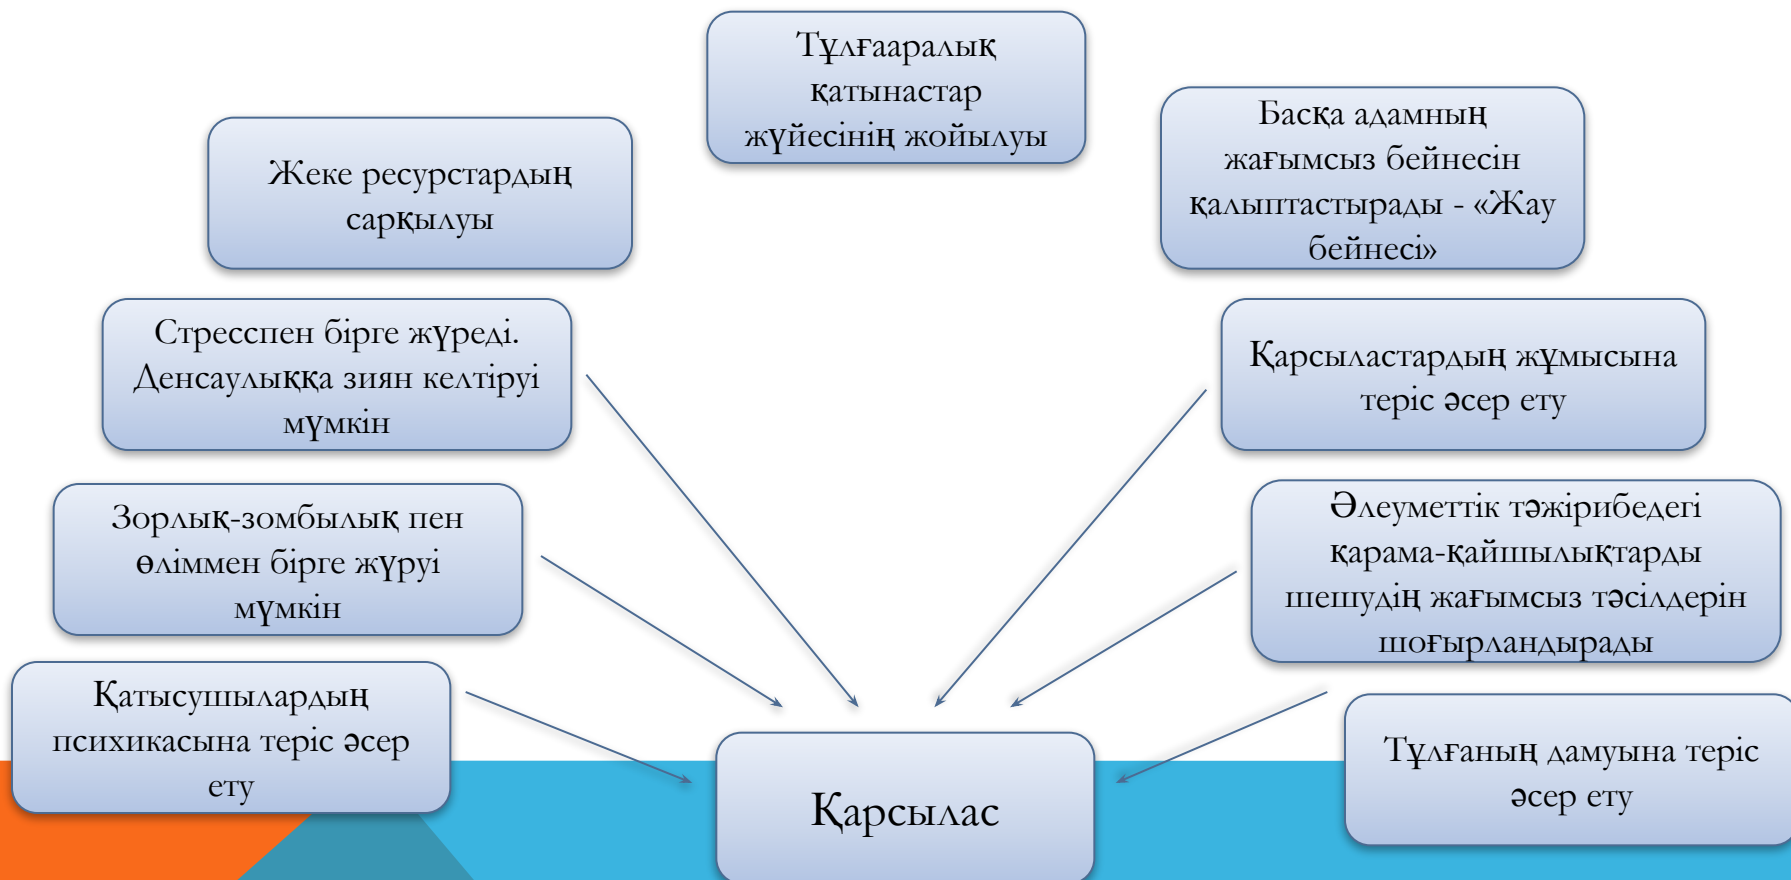 Тұлғааралық
қатынастар
жүйесінің жойылуы
Жеке ресурстардың
сарқылуы
Басқа адамның
жағымсыз бейнесін
қалыптастырады - «Жау
бейнесі»
Стресспен бірге жүреді.
Денсаулыққа зиян келтіруі
мүмкін
Қарсыластардың жұмысына
теріс әсер ету
Зорлық-зомбылық пен
өліммен бірге жүруі
мүмкін
Әлеуметтік тәжірибедегі
қарама-қайшылықтарды
шешудің жағымсыз тәсілдерін
шоғырландырады
Қатысушылардың
психикасына теріс әсер
ету
Тұлғаның дамуына теріс
әсер ету
Қарсылас